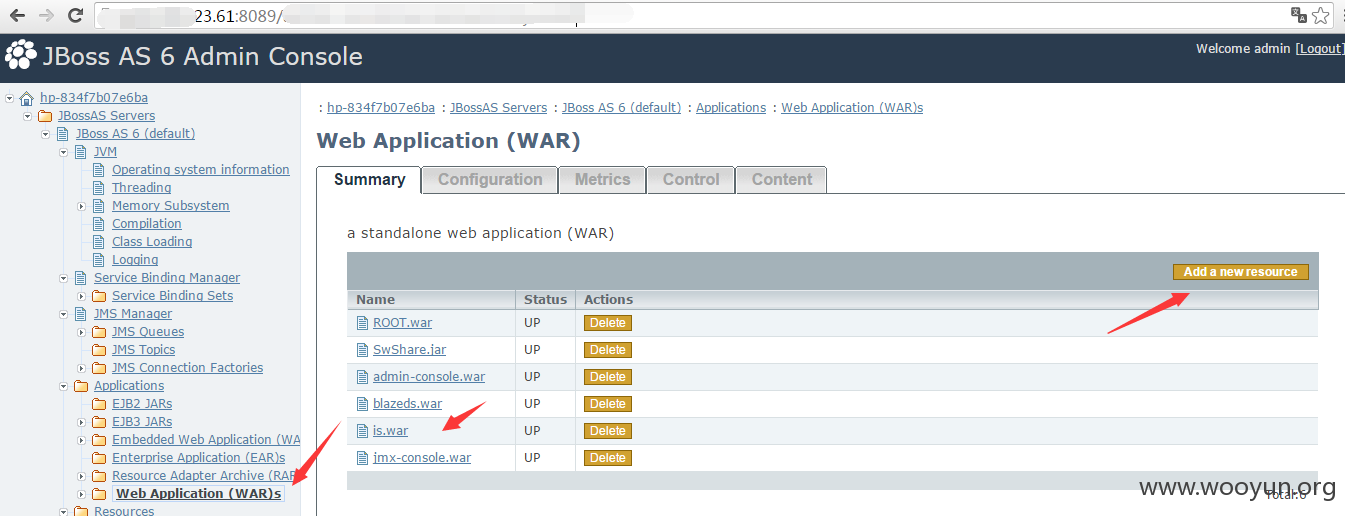 23.61:8089/
JBoss AS 6 Admin Console
Welcome admin [Logout]
hp-834f7b07e6ba
JBossAS Servers
JBoss AS 6 (default)
JVM
Operating system information
Threading
Memory Subsystem
Compilation
Class Loading
Logging
Service Binding Manager
Service Binding Sets
JMS Manager
JMS Queues
JMS Topics
JMS Connection Factories
Applications
EJB2 JARs
EJB3 JARs
Embedded Web Application (WA
Enterprise Application (EAR)s
Resource Adapter Archive (RAR
Web Application (WAR)s
Resources
: hp-834f7b07e6ba : JBossAS Servers : JBoss AS 6 (default) : Applications : Web Application (WAR)s
Web Application (WAR)
Summary Configuration Metrics Control Content
a standalone web application (WAR)
Add a new resource
Name Status Actions
ROOT.war UP Delete
SwShare.jar UP Delete
admin-console.war UP Delete
blazeds.war UP Delete
is.war UP Delete
jmx-console.war UP Delete
Total:6
www.wooyun.org